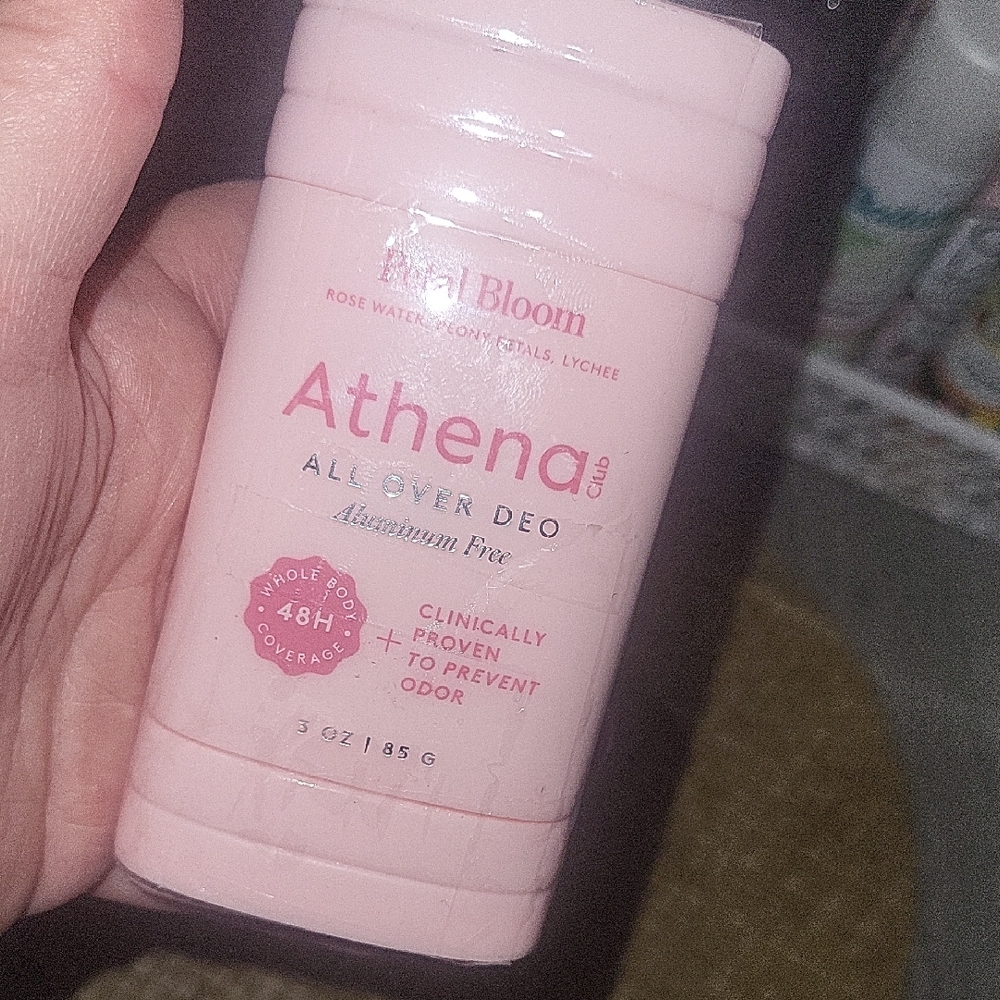 Petal Bloom
ROSE WATER, PEONY PETALS, LYCHEE
Athena Club
ALL OVER DEO
Aluminum Free
WHOLE BODY
48H
COVERAGE
+
CLINICALLY
PROVEN
TO PREVENT
ODOR
3 OZ | 85 G